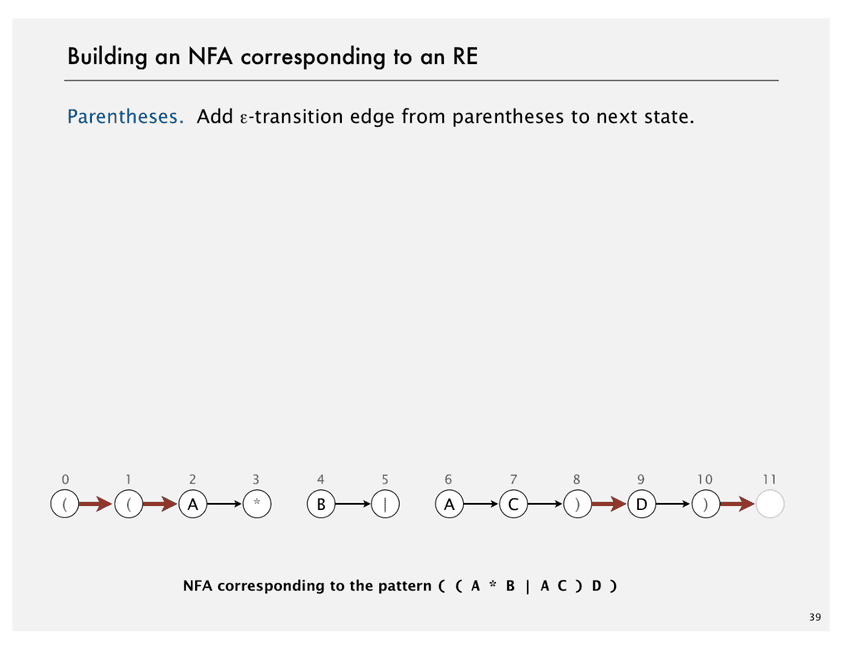 Building an NFA corresponding to an RE
Parentheses. Add ε-transition edge from parentheses to next state.
0 1 2 3 4 5 6 7 8 9 10 11
( ( A * B | A C ) D )
NFA corresponding to the pattern ( ( A * B | A C ) D )
39